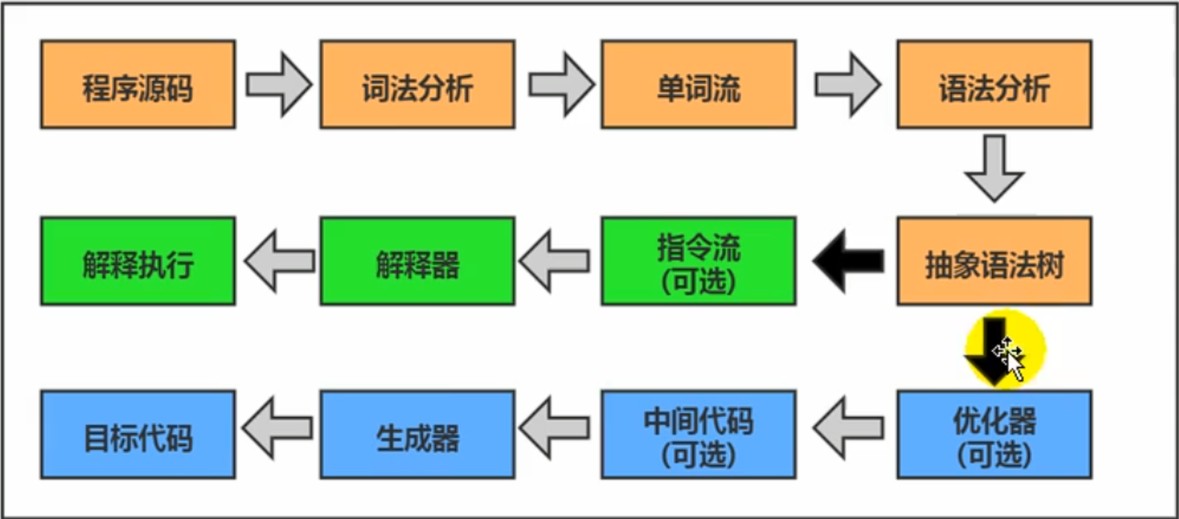 程序源码
词法分析
单词流
语法分析
解释执行
解释器
指令流
(可选)
抽象语法树
目标代码
生成器
中间代码
(可选)
优化器
(可选)